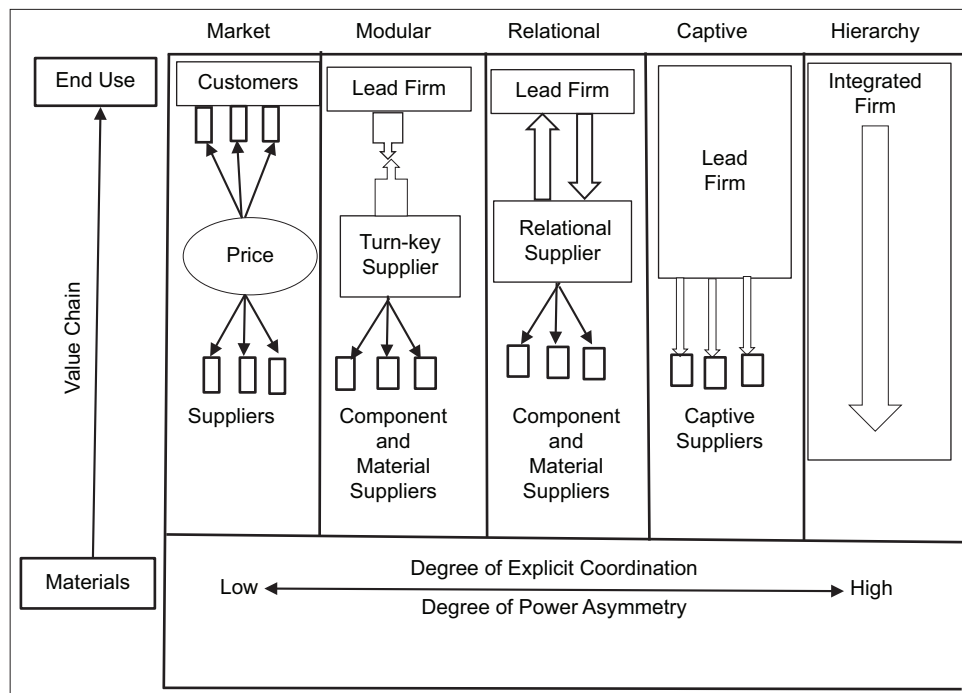 Market
Modular
Relational
Captive
Hierarchy
End Use
Customers
Lead Firm
Lead Firm
Lead
Firm
Integrated
Firm
Value Chain
Price
Turn-key
Supplier
Relational
Supplier
Suppliers
Component
and
Material
Suppliers
Component
and
Material
Suppliers
Captive
Suppliers
Materials
Degree of Explicit Coordination
Low
High
Degree of Power Asymmetry